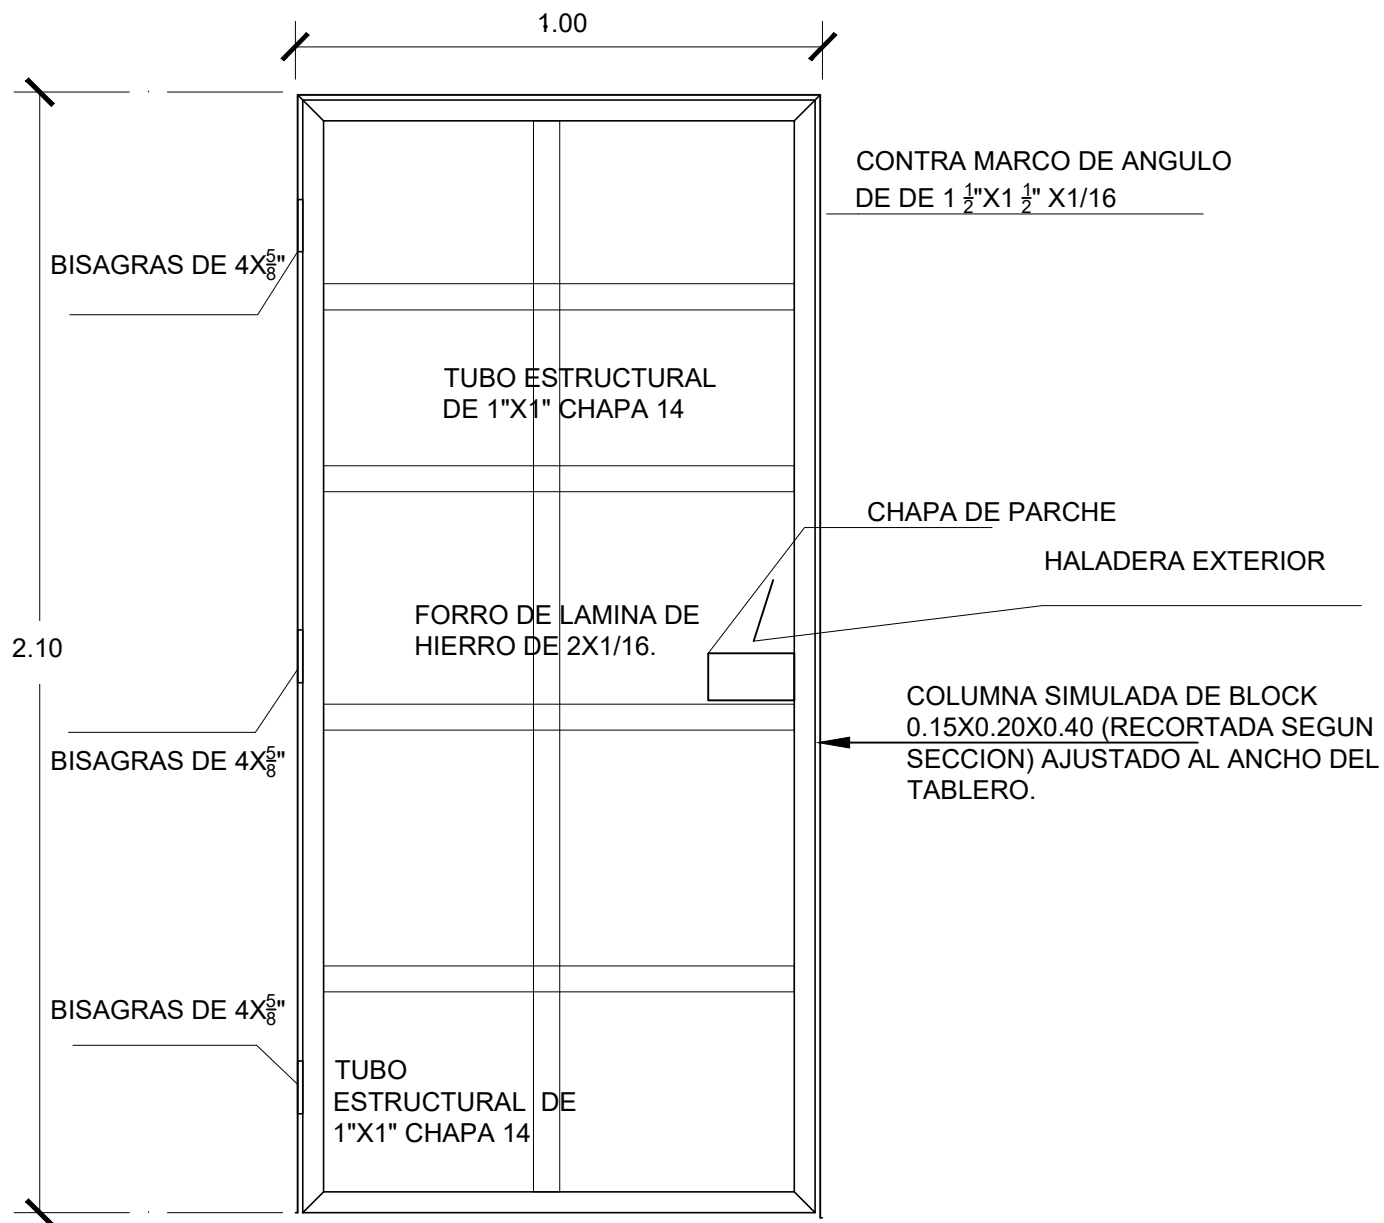 1.00
CONTRA MARCO DE ANGULO
DE DE 1 1/2"X1 1/2" X1/16
BISAGRAS DE 4X5/8"
TUBO ESTRUCTURAL
DE 1"X1" CHAPA 14
CHAPA DE PARCHE
HALADERA EXTERIOR
FORRO DE LAMINA DE
HIERRO DE 2X1/16.
2.10
COLUMNA SIMULADA DE BLOCK
0.15X0.20X0.40 (RECORTADA SEGUN
SECCION) AJUSTADO AL ANCHO DEL
TABLERO.
BISAGRAS DE 4X5/8"
BISAGRAS DE 4X5/8"
TUBO
ESTRUCTURAL DE
1"X1" CHAPA 14